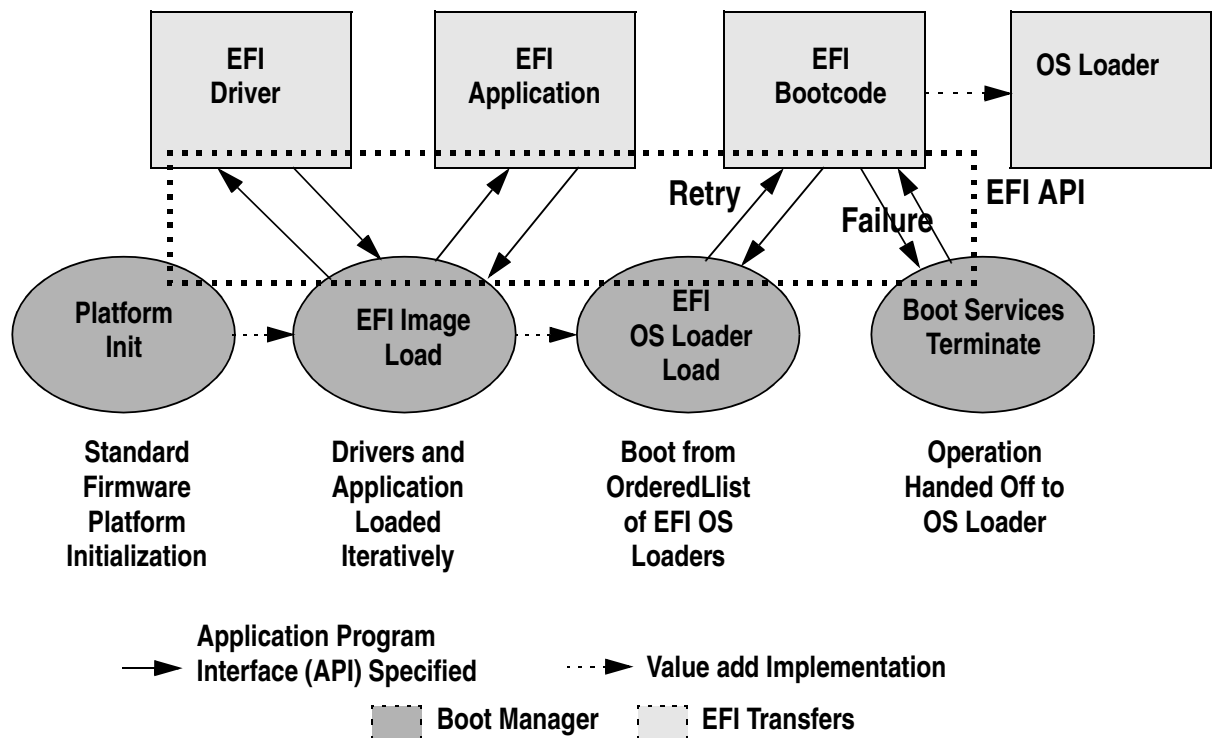 EFI
Driver
EFI
Application
EFI
Bootcode
OS Loader
Retry
Failure
EFI API
Platform
Init
EFI Image
Load
EFI
OS Loader
Load
Boot Services
Terminate
Standard
Firmware
Platform
Initialization
Drivers and
Application
Loaded
Iteratively
Boot from
OrderedLlist
of EFI OS
Loaders
Operation
Handed Off to
OS Loader
Application Program
Interface (API) Specified
Value add Implementation
Boot Manager
EFI Transfers